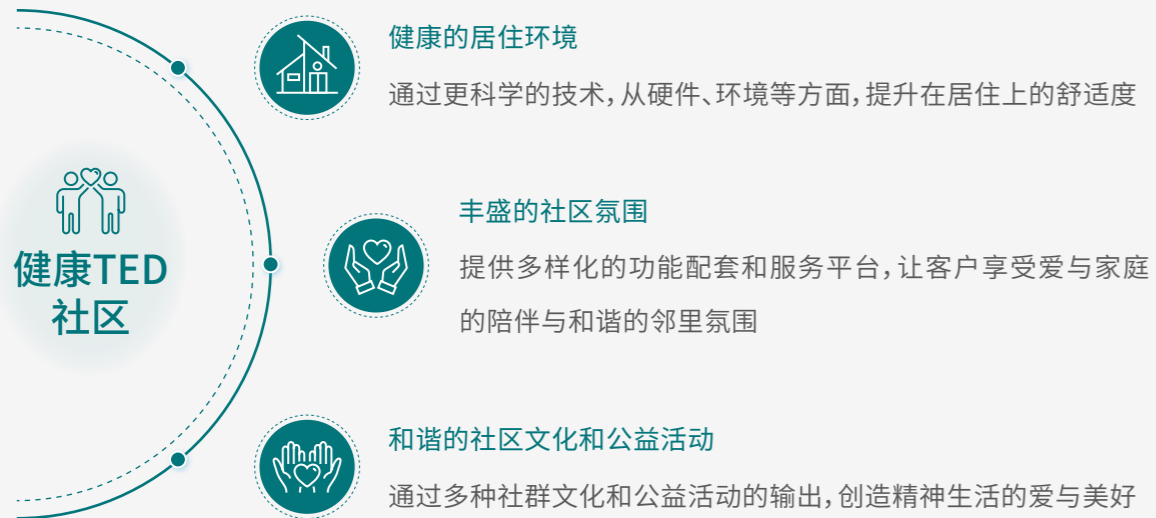 健康TED
社区
健康的居住环境
通过更科学的技术，从硬件、环境等方面，提升在居住上的舒适度
丰盛的社区氛围
提供多样化的功能配套和服务平台，让客户享受爱与家庭
的陪伴与和谐的邻里氛围
和谐的社区文化和公益活动
通过多种社群文化和公益活动的输出，创造精神生活的爱与美好